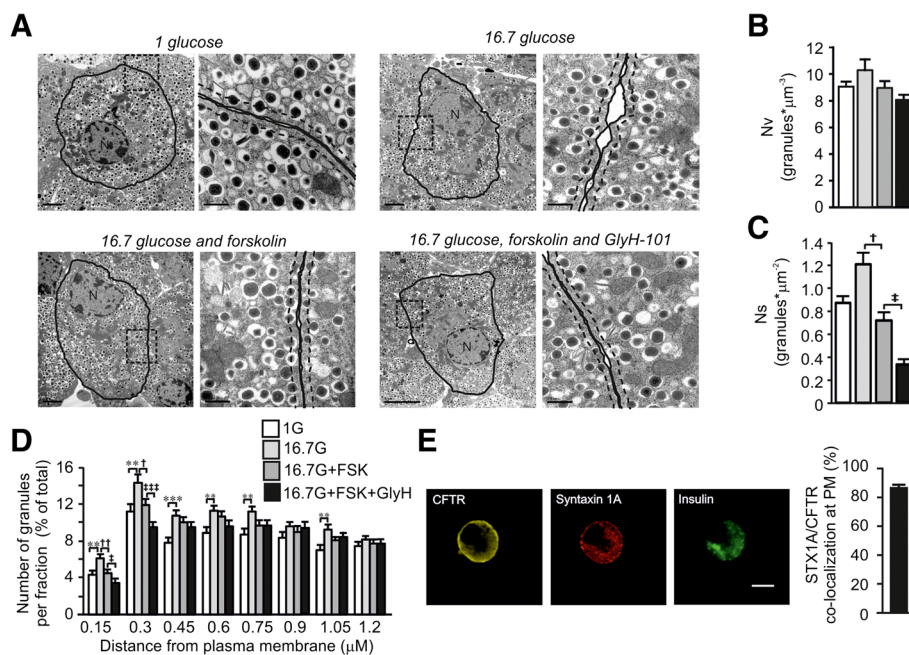 A
1 glucose
16.7 glucose
N
N
16.7 glucose and forskolin
16.7 glucose, forskolin and GlyH-101
N
N
B
12
10
8
6
4
2
0
Nv
(granules*μm-3)
C
†
‡
1.4
1.2
1.0
0.8
0.6
0.4
0.2
0
Ns
(granules*μm-2)
D
1G
16.7G
16.7G+FSK
16.7G+FSK+GlyH
16
12
8
4
0
Number of granules
per fraction (% of total)
** †† ‡
** † ‡‡‡
***
**
**
**
0.15 0.3 0.45 0.6 0.75 0.9 1.05 1.2
Distance from plasma membrane (μM)
E
CFTR
Syntaxin 1A
Insulin
100
80
60
40
20
0
STX1A/CFTR
co-localization at PM (%)